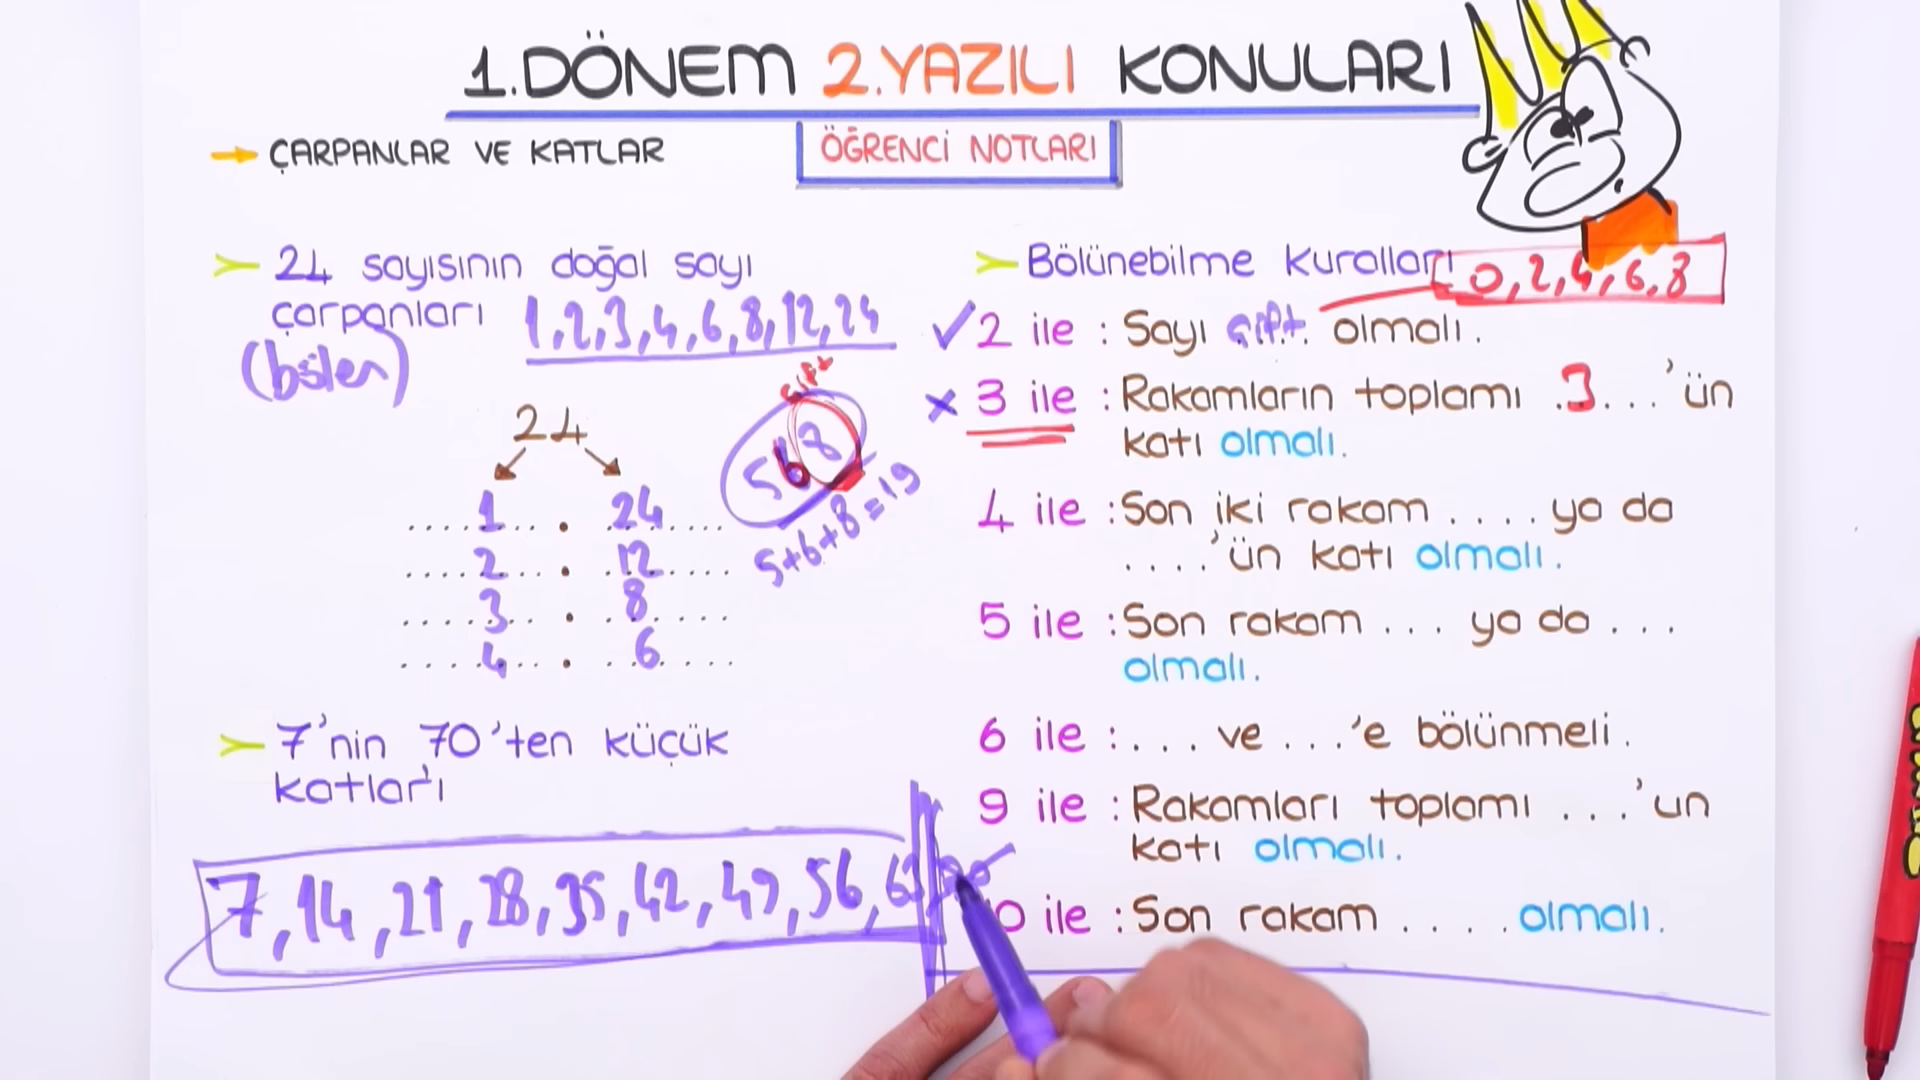 1.DÖNEM 2.YAZILI KONULARI
→ ÇARPANLAR VE KATLAR
ÖĞRENCİ NOTLARI
24 sayısının doğal sayı
çarpanları 1,2,3,4,6,8,12,24
(bölen)
24
1 . 24
2 . 12
3 . 8
4 . 6
çift
568
5+6+8=19
7'nin 70'ten küçük
katları
7,14,21,28,35,42,49,56,63
Bölünebilme Kuralları
0,2,4,6,8
✓ 2 ile : Sayı çift olmalı.
x 3 ile : Rakamların toplamı .3...'ün
katı olmalı.
4 ile : Son iki rakam .... ya da
....'ün katı olmalı.
5 ile : Son rakam ... ya da ...
olmalı.
6 ile : ... ve ...'e bölünmeli.
9 ile : Rakamları toplamı ...'un
katı olmalı.
ile : Son rakam .... olmalı.